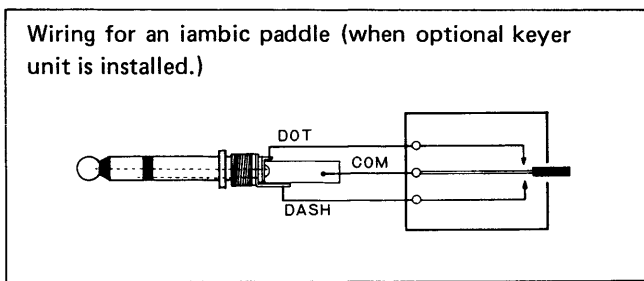 Wiring for an iambic paddle (when optional keyer
unit is installed.)
DOT
COM
DASH